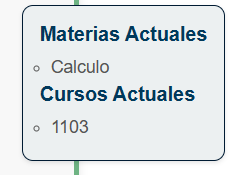 Materias Actuales
Calculo
Cursos Actuales
1103